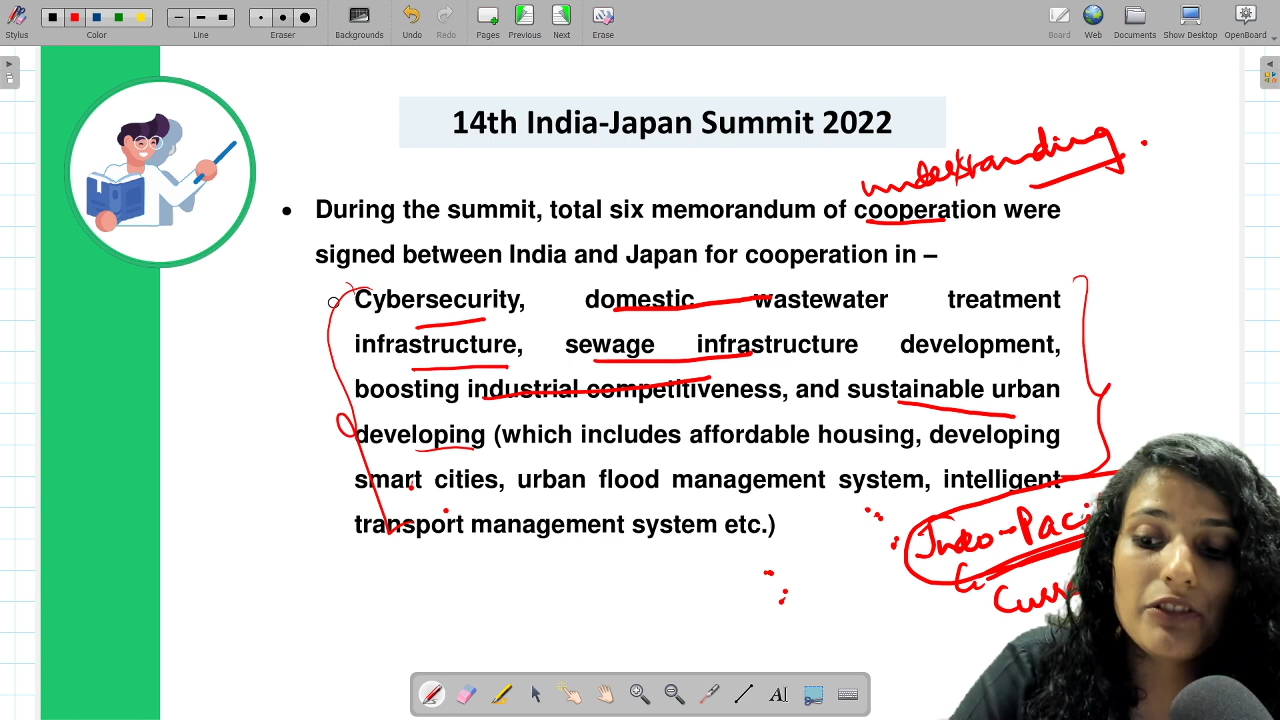 Stylus Color Line Eraser Backgrounds Undo Redo Pages Previous Next Erase Board Web Documents Show Desktop OpenBoard
14th India-Japan Summit 2022
understanding.
During the summit, total six memorandum of cooperation were
signed between India and Japan for cooperation in –
Cybersecurity, domestic wastewater treatment
infrastructure, sewage infrastructure development,
boosting industrial competitiveness, and sustainable urban
developing (which includes affordable housing, developing
smart cities, urban flood management system, intelligent
transport management system etc.)
Indo-Paci